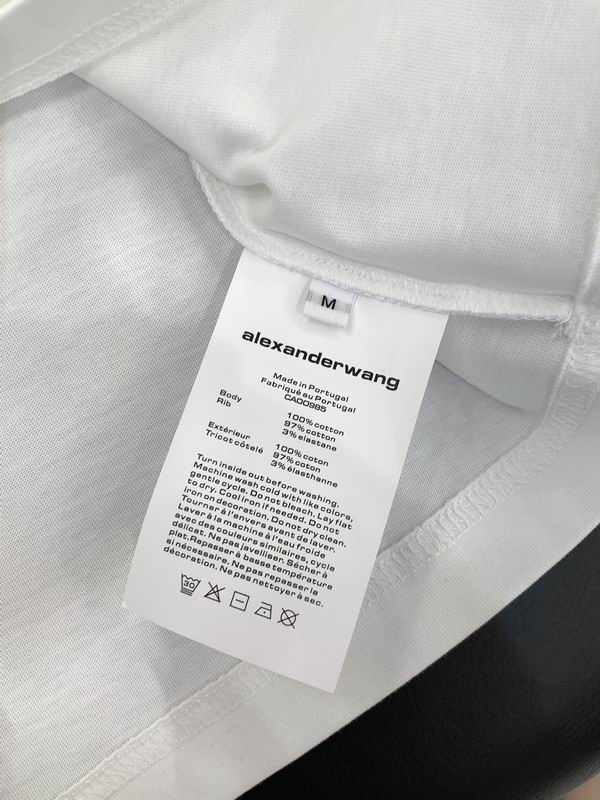 M
alexanderwang
Made in Portugal
Fabriqué au Portugal
CA00985
Body 100% cotton
Rib 97% cotton
3% elastane
Extérieur 100% coton
Tricot côtelé 97% coton
3% élasthanne
Turn inside out before washing.
Machine wash cold with like colors,
gentle cycle. Do not bleach. Lay flat
to dry. Cool iron if needed. Do not
iron on decoration. Do not dry clean.
Tourner à l'envers avant de laver.
Laver à la machine à l'eau froide
avec des couleurs similaires, cycle
délicat. Ne pas javelliser. Sécher à
plat. Repasser à basse température
si nécessaire. Ne pas repasser la
décoration. Ne pas nettoyer à sec.
30